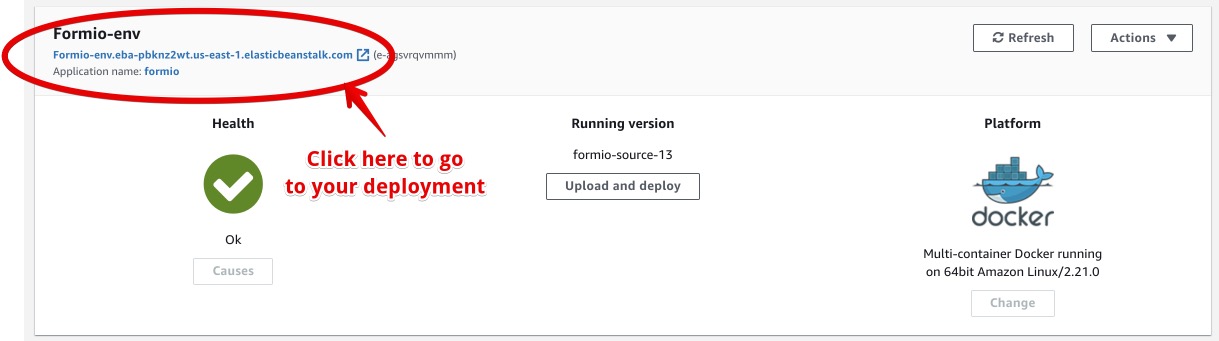 Formio-env
Formio-env.eba-pbknz2wt.us-east-1.elasticbeanstalk.com (e-agsvrqvmmm)
Application name: formio
Refresh
Actions
Health
Running version
Platform
Click here to go
to your deployment
formio-source-13
Upload and deploy
docker
Ok
Causes
Multi-container Docker running
on 64bit Amazon Linux/2.21.0
Change